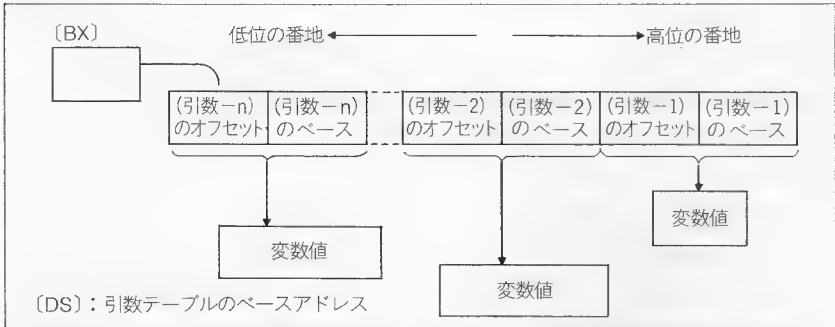 〔BX〕
低位の番地 高位の番地
(引数－n) (引数－n) (引数－2) (引数－2) (引数－1) (引数－1)
のオフセット のベース のオフセット のベース のオフセット のベース
変数値
変数値
変数値
〔DS〕：引数テーブルのベースアドレス